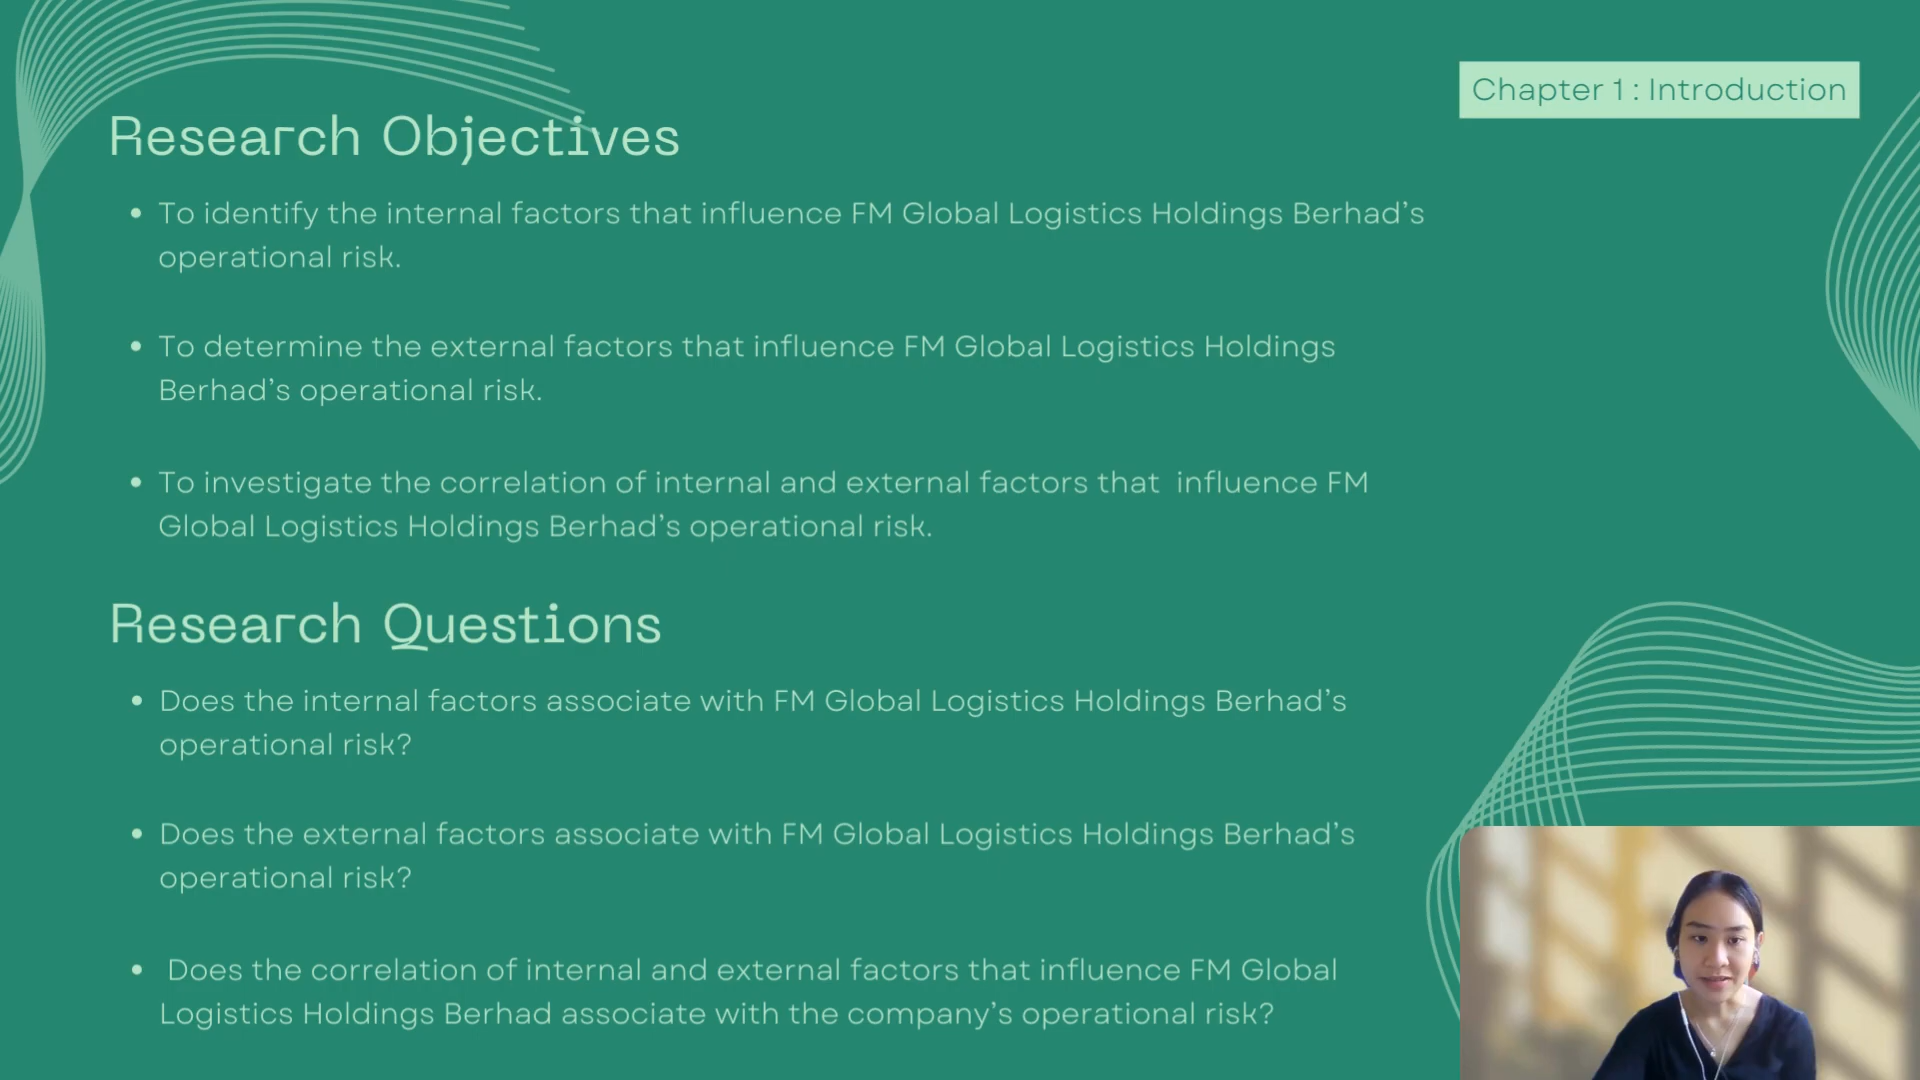 Chapter 1 : Introduction
Research Objectives
• To identify the internal factors that influence FM Global Logistics Holdings Berhad’s
operational risk.
• To determine the external factors that influence FM Global Logistics Holdings
Berhad’s operational risk.
• To investigate the correlation of internal and external factors that influence FM
Global Logistics Holdings Berhad’s operational risk.
Research Questions
• Does the internal factors associate with FM Global Logistics Holdings Berhad’s
operational risk?
• Does the external factors associate with FM Global Logistics Holdings Berhad’s
operational risk?
• Does the correlation of internal and external factors that influence FM Global
Logistics Holdings Berhad associate with the company’s operational risk?